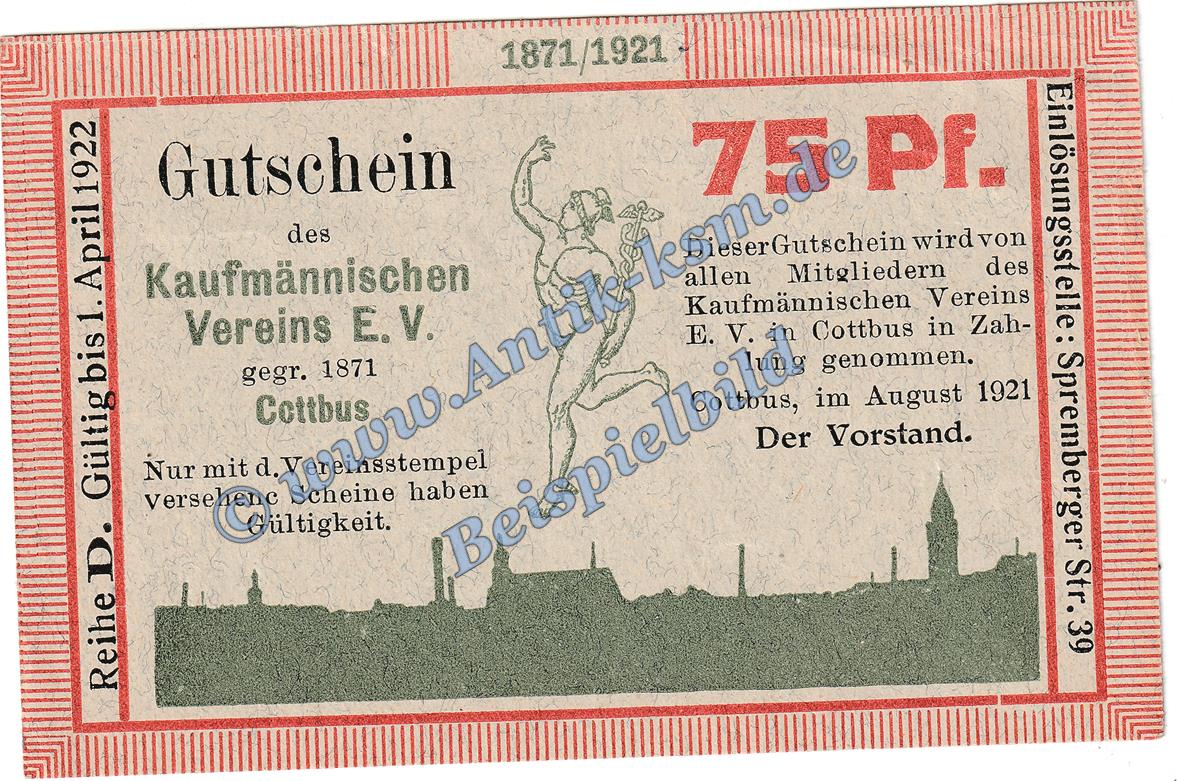 1871/1921
Reihe D. Gültig bis 1. April 1922
Gutschein
des
Kaufmännischen
Vereins E.V
gegr. 1871
Cottbus
Nur mit d. Vereinsstempel
versehene Scheine haben
Gültigkeit.
75 Pf.
Dieser Gutschein wird von
allen Mitgliedern des
Kaufmännischen Vereins
E. V. in Cottbus in Zah-
lung genommen.
Cottbus, im August 1921
Der Vorstand.
Einlösungsstelle: Spremberger Str. 39
© www.Antik-ksm.de
Beispielbild